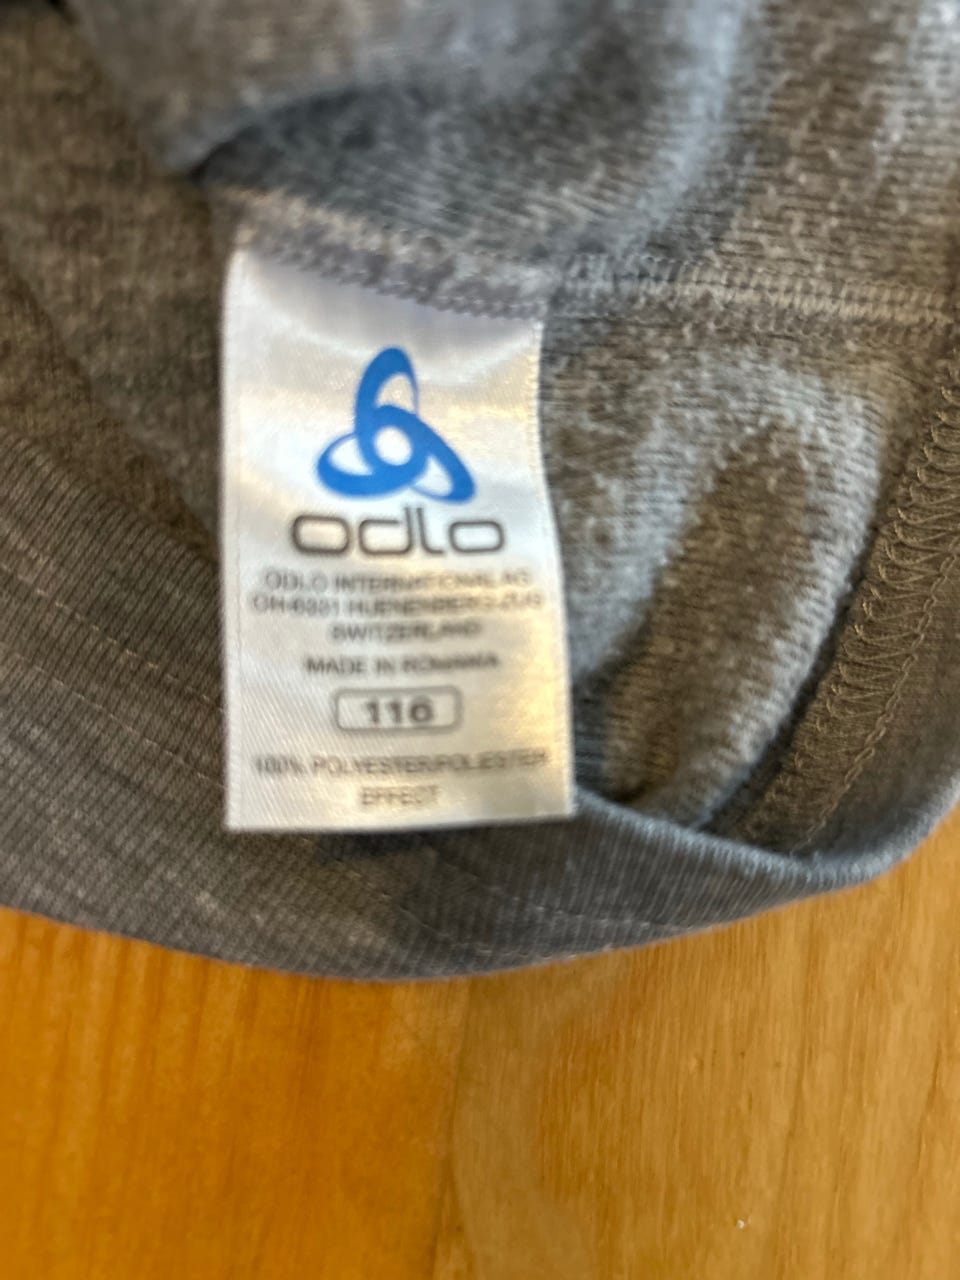 odlo
ODLO INTERNATIONAL AG
CH-6331 HUENENBERG-ZUG
SWITZERLAND
MADE IN ROMANIA
116
100% POLYESTER/POLIESTER
EFFECT